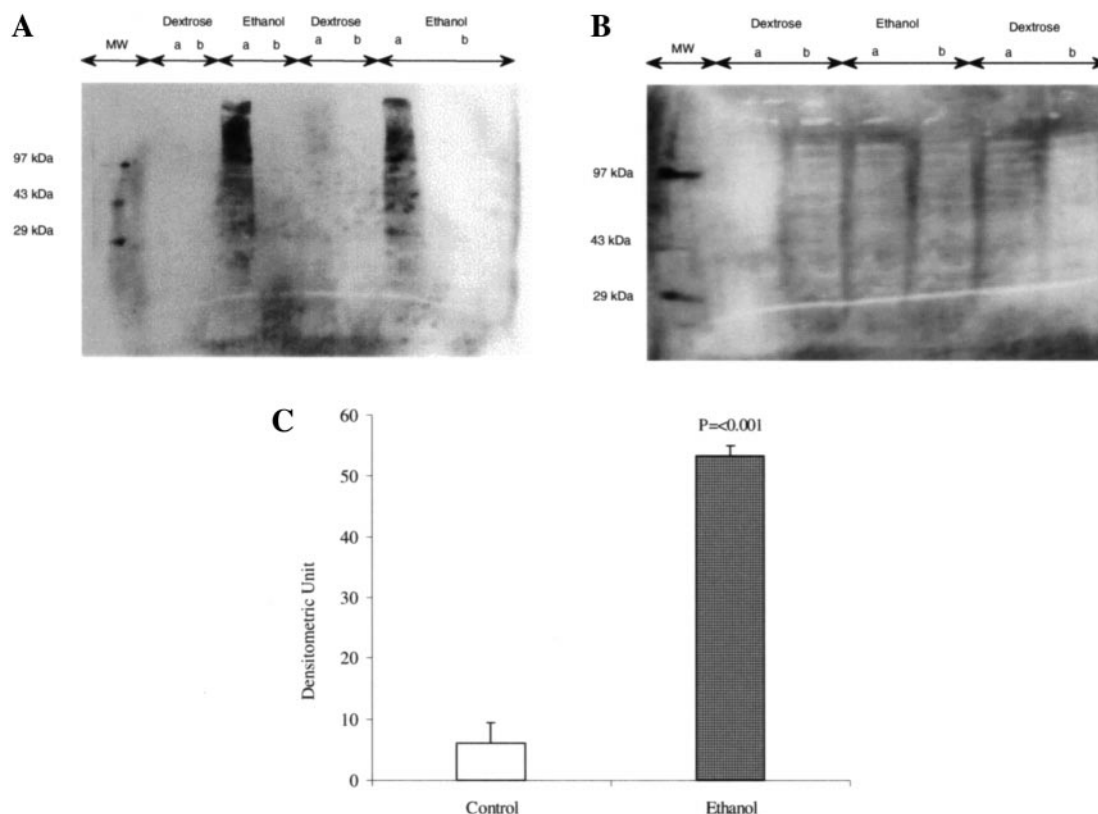 A
Dextrose Ethanol Dextrose Ethanol
MW a b a b a b a b
97 kDa
43 kDa
29 kDa
B
Dextrose Ethanol Dextrose
MW a b a b a b
97 kDa
43 kDa
29 kDa
C
60
50
40
30
20
10
0
Densitometric Unit
P=<0.001
Control Ethanol